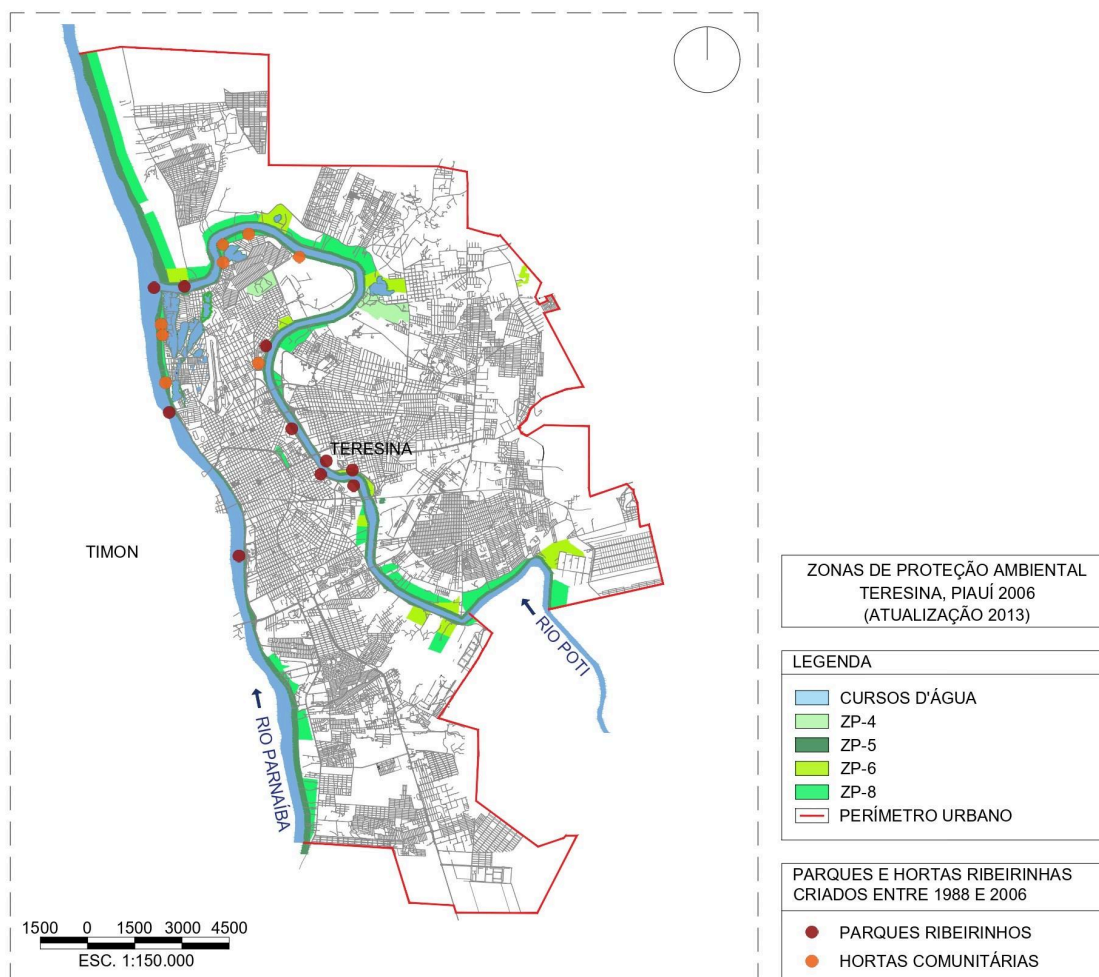 TERESINA
TIMON
RIO POTI
RIO PARNAÍBA
1500 0 1500 3000 4500
ESC. 1:150.000
ZONAS DE PROTEÇÃO AMBIENTAL
TERESINA, PIAUÍ 2006
(ATUALIZAÇÃO 2013)
LEGENDA
CURSOS D'ÁGUA
ZP-4
ZP-5
ZP-6
ZP-8
PERÍMETRO URBANO
PARQUES E HORTAS RIBEIRINHAS
CRIADOS ENTRE 1988 E 2006
PARQUES RIBEIRINHOS
HORTAS COMUNITÁRIAS